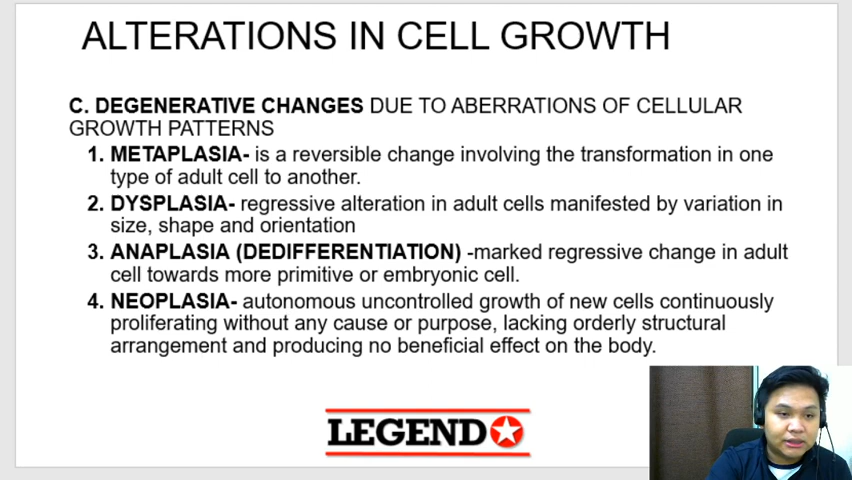 ALTERATIONS IN CELL GROWTH
C. DEGENERATIVE CHANGES DUE TO ABERRATIONS OF CELLULAR
GROWTH PATTERNS
1. METAPLASIA- is a reversible change involving the transformation in one
type of adult cell to another.
2. DYSPLASIA- regressive alteration in adult cells manifested by variation in
size, shape and orientation
3. ANAPLASIA (DEDIFFERENTIATION) -marked regressive change in adult
cell towards more primitive or embryonic cell.
4. NEOPLASIA- autonomous uncontrolled growth of new cells continuously
proliferating without any cause or purpose, lacking orderly structural
arrangement and producing no beneficial effect on the body.
LEGEND